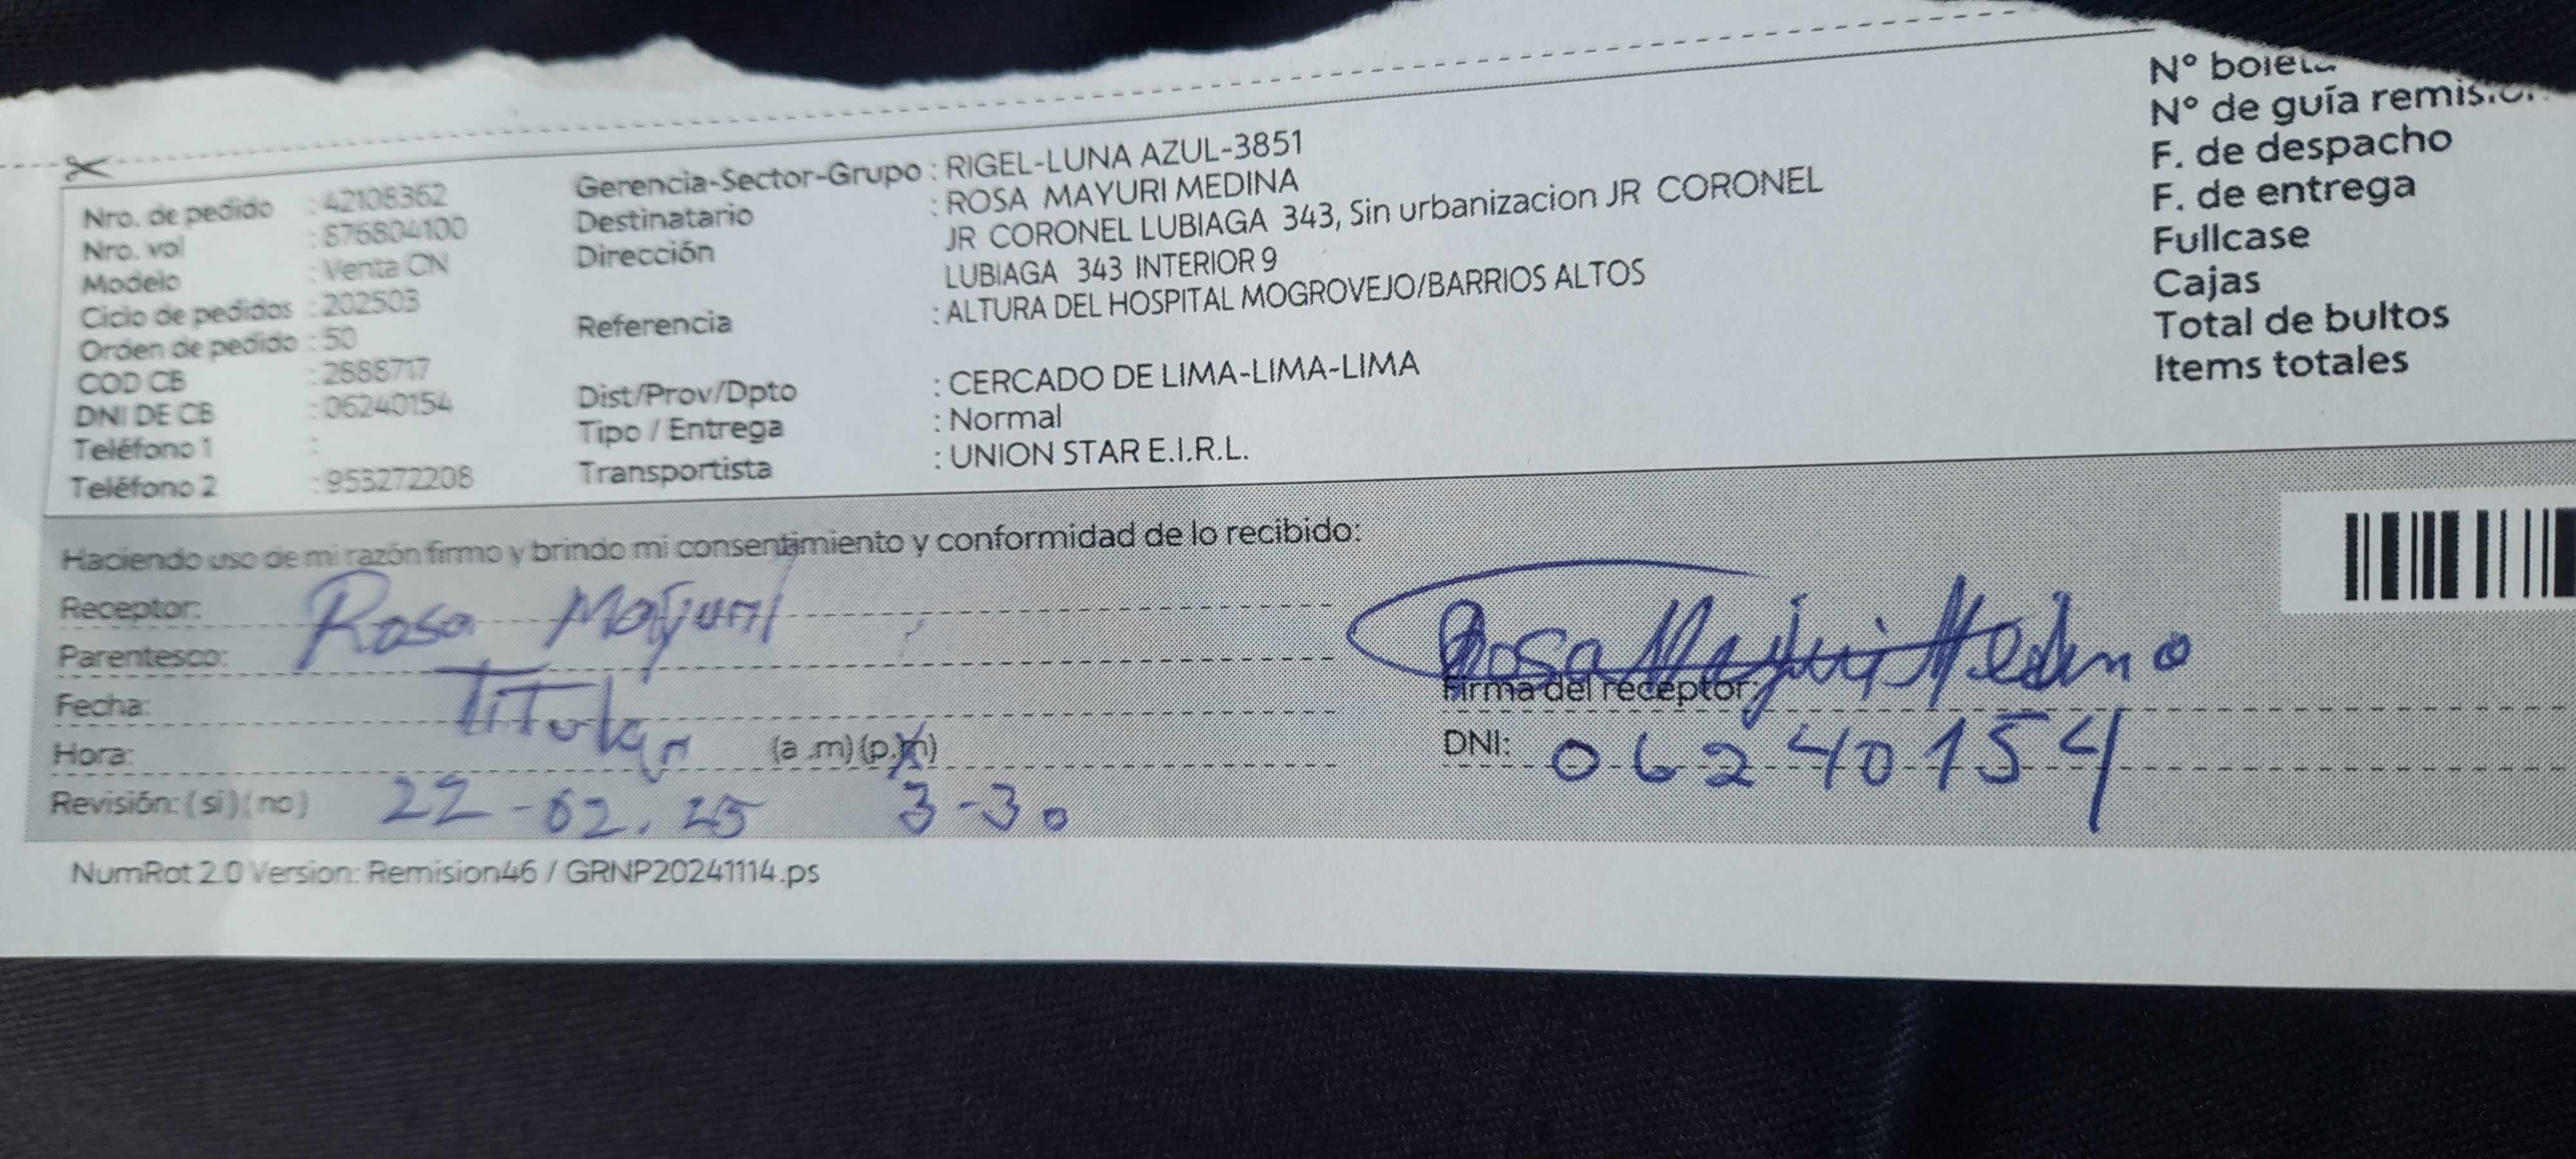 Nro. de pedido : 42108362
Nro. vol : 876804100
Modelo : Venta CN
Ciclo de pedidos : 202503
Orden de pedido : 50
COD CB : 2888717
DNI DE CB : 06240154
Teléfono 1 :
Teléfono 2 : 953272208
Gerencia-Sector-Grupo : RIGEL-LUNA AZUL-3851
Destinatario : ROSA MAYURI MEDINA
Dirección JR CORONEL LUBIAGA 343, Sin urbanizacion JR CORONEL
LUBIAGA 343 INTERIOR 9
Referencia : ALTURA DEL HOSPITAL MOGROVEJO/BARRIOS ALTOS
Dist/Prov/Dpto : CERCADO DE LIMA-LIMA-LIMA
Tipo / Entrega : Normal
Transportista : UNION STAR E.I.R.L.
N°
N° de guía
F. de despacho
F. de entrega
Fullcase
Cajas
Total de bultos
Items totales
Haciendo uso de mi razón firmo y brindo mi consentimiento y conformidad de lo recibido:
Receptor: Rosa Mayuri
Parentesco: Titular
Fecha:
Hora: (a .m) (p.m)
Revisión: (si) (no) 22-02.25 3-30
Rosa Mayuri Medina
Firma del receptor:
DNI: 06240154
NumRot 2.0 Version: Remision46 / GRNP20241114.ps